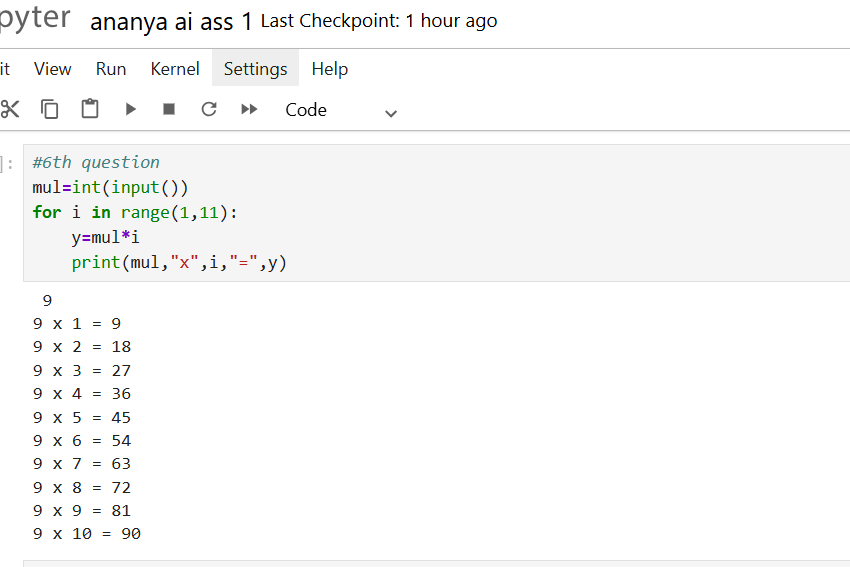 pyter ananya ai ass 1 Last Checkpoint: 1 hour ago
it View Run Kernel Settings Help
Code
]:
#6th question
mul=int(input())
for i in range(1,11):
    y=mul*i
    print(mul,"x",i,"=",y)
9
9 x 1 = 9
9 x 2 = 18
9 x 3 = 27
9 x 4 = 36
9 x 5 = 45
9 x 6 = 54
9 x 7 = 63
9 x 8 = 72
9 x 9 = 81
9 x 10 = 90